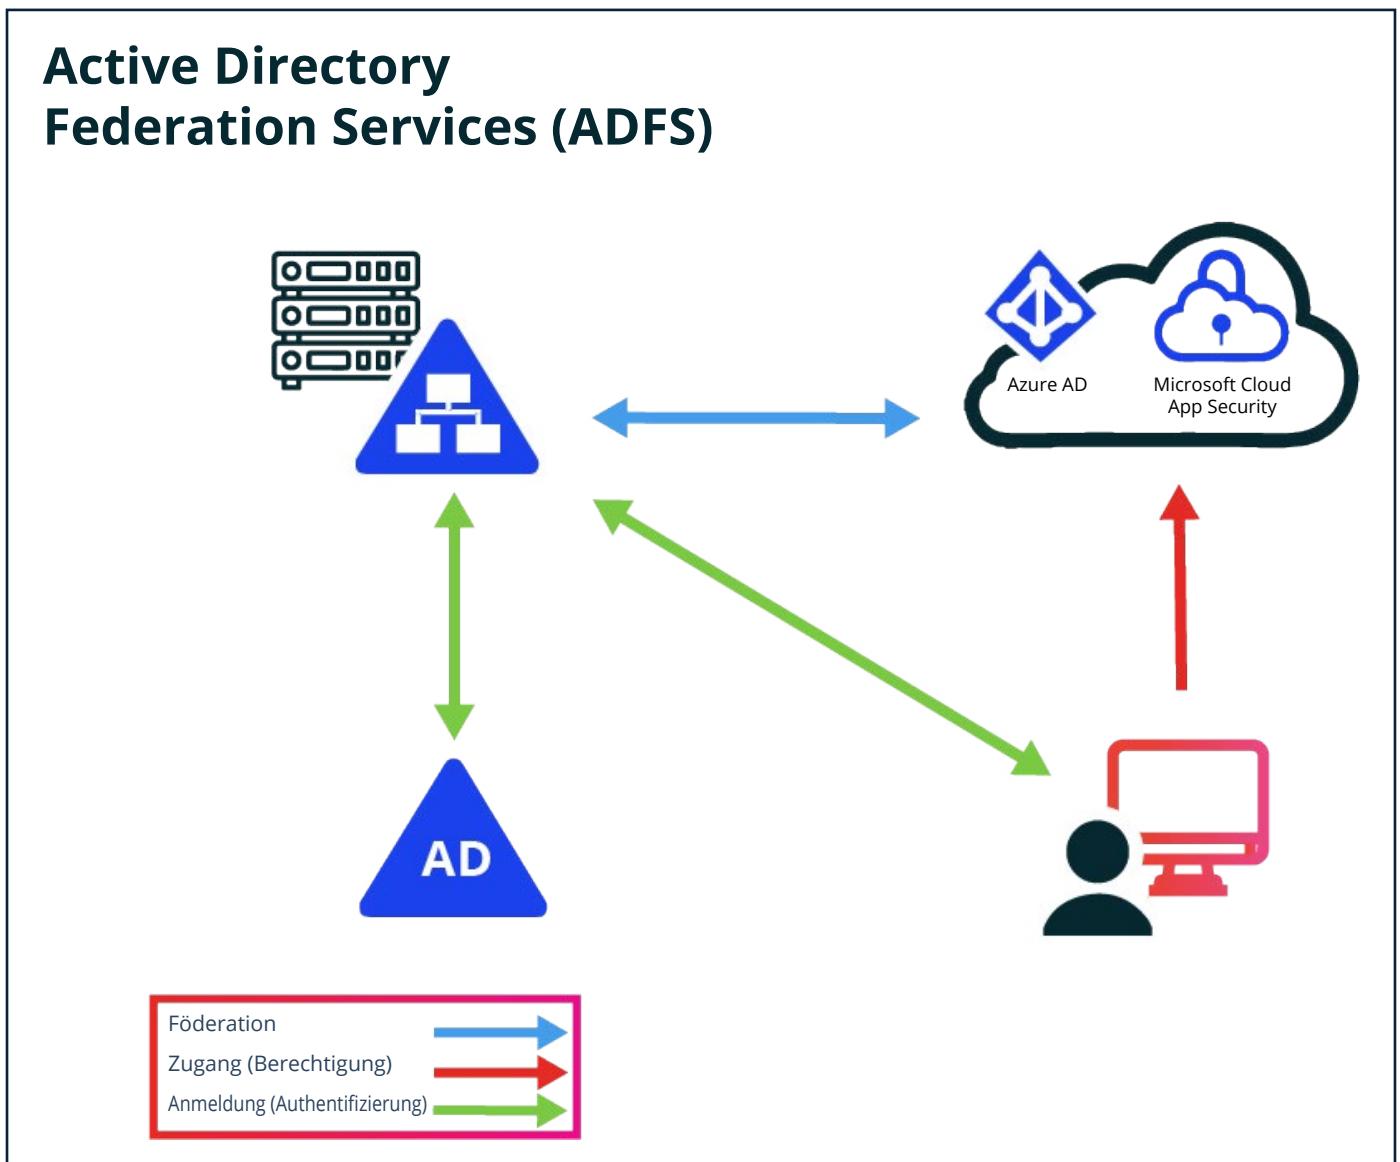 Active Directory
Federation Services (ADFS)
Azure AD
Microsoft Cloud
App Security
AD
Föderation
Zugang (Berechtigung)
Anmeldung (Authentifizierung)